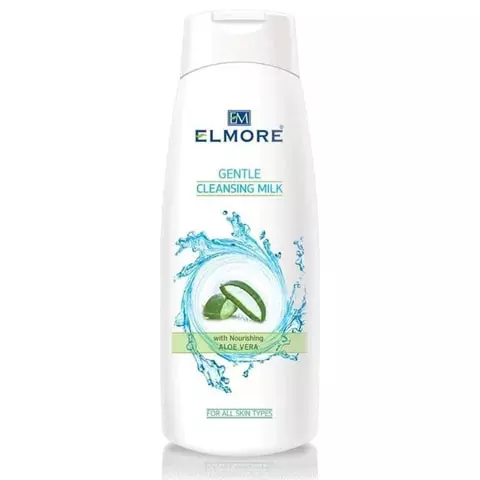 EM
ELMORE®
GENTLE
CLEANSING MILK
with Nourishing
ALOE VERA
FOR ALL SKIN TYPES